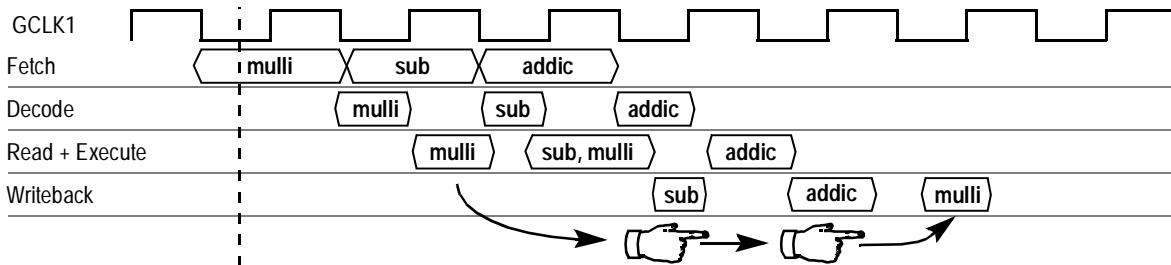 GCLK1
Fetch mulli sub addic
Decode mulli sub addic
Read + Execute mulli sub, mulli addic
Writeback sub addic mulli